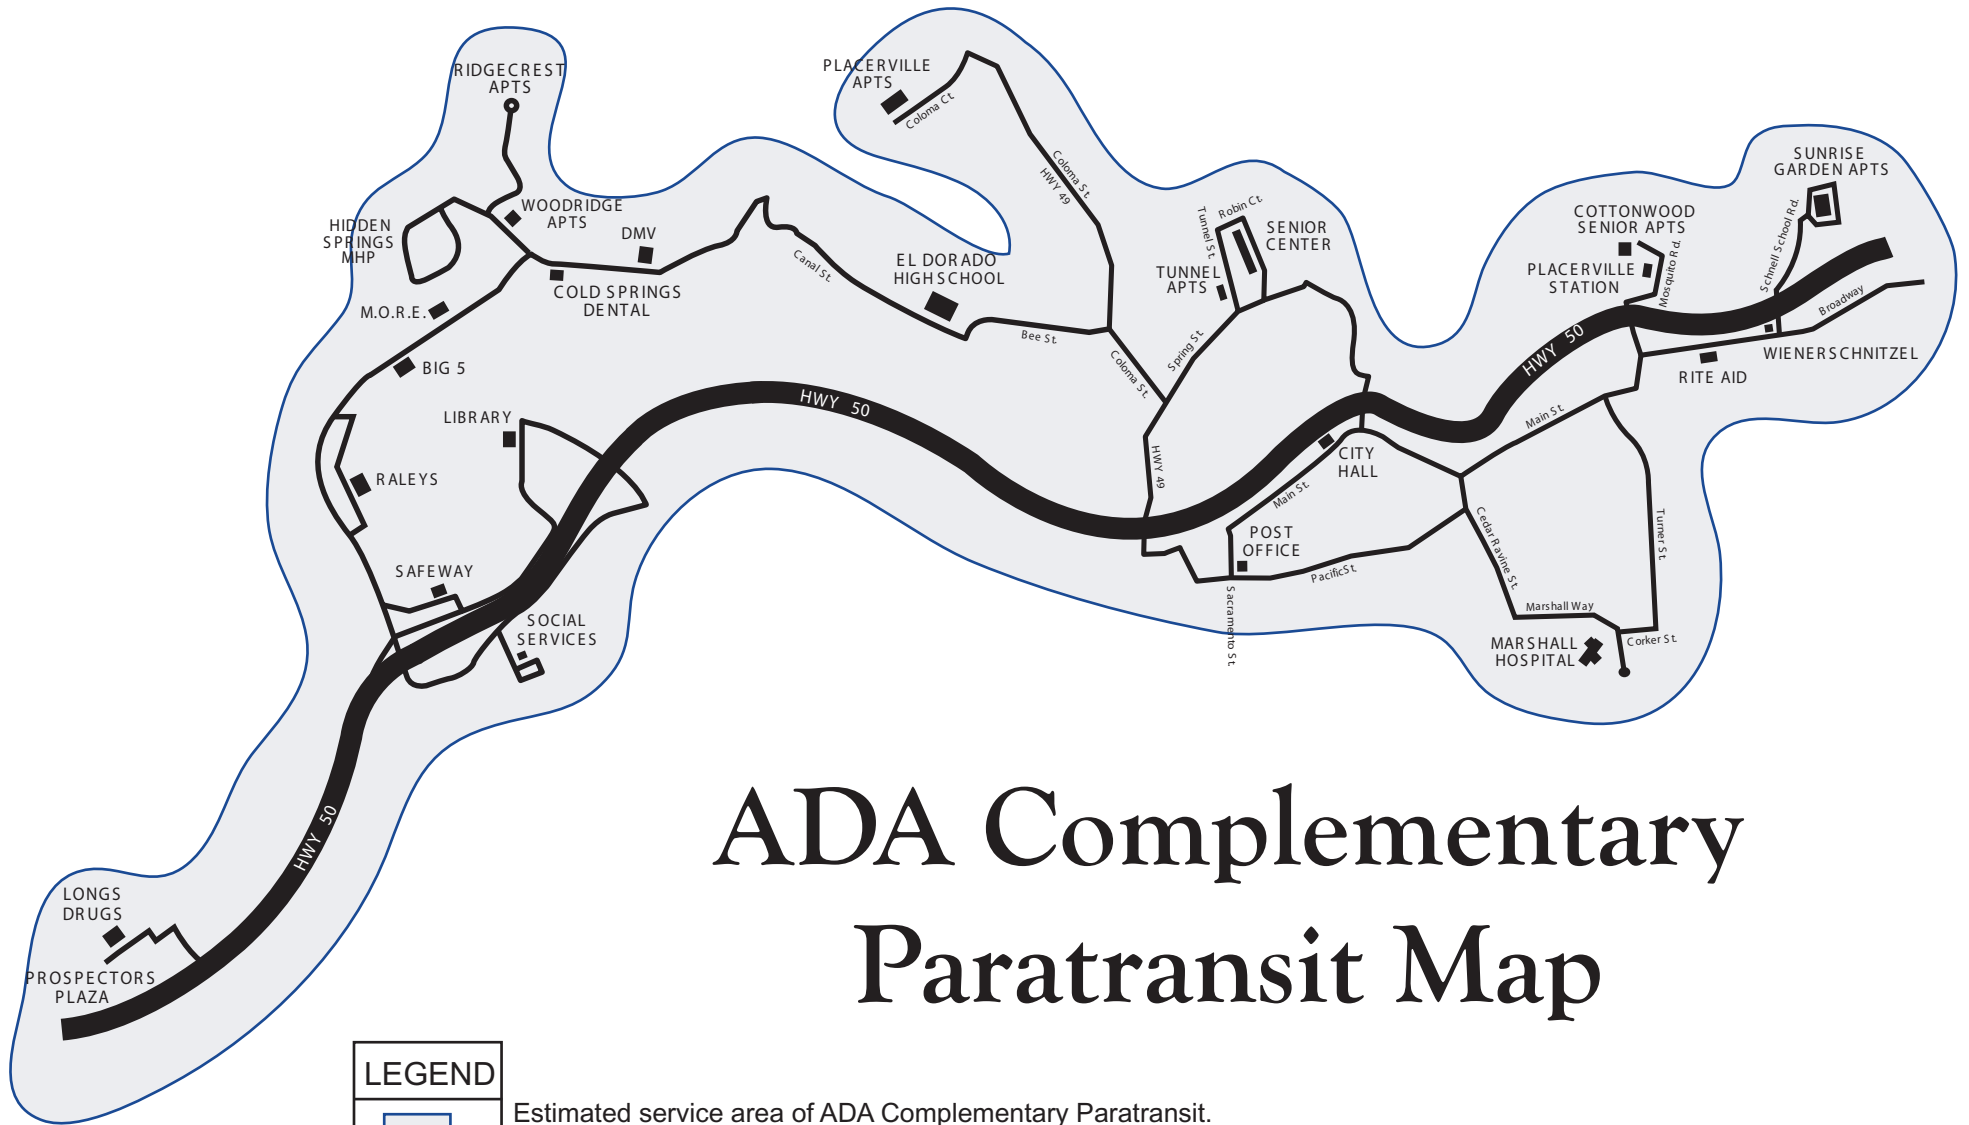 RIDGECREST
APTS
PLACERVILLE
APTS
Coloma Ct.
Coloma St.
HWY 49
SUNRISE
GARDEN APTS
HIDDEN
SPRINGS
MHP
WOODRIDGE
APTS
DMV
Canal St.
EL DORADO
HIGH SCHOOL
Tunnel St.
Robin Ct.
SENIOR
CENTER
TUNNEL
APTS
COTTONWOOD
SENIOR APTS
PLACERVILLE
STATION
Mosquito Rd.
Schnell School Rd.
Broadway
M.O.R.E.
COLD SPRINGS
DENTAL
Bee St.
Coloma St.
Spring St.
HWY 50
WIENERSCHNITZEL
RITE AID
BIG 5
LIBRARY
HWY 50
Main St.
HWY 49
CITY
HALL
RALEYS
Main St.
POST
OFFICE
Cedar Ravine St.
Turner St.
SAFEWAY
Pacific St.
SOCIAL
SERVICES
Sacramento St.
Marshall Way
MARSHALL
HOSPITAL
Corker St.
HWY 50
ADA Complementary
Paratransit Map
LONGS
DRUGS
PROSPECTORS
PLAZA
LEGEND
Estimated service area of ADA Complementary Paratransit.